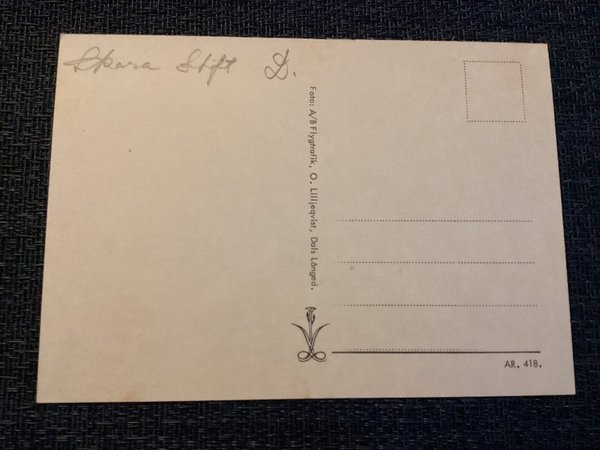 Skara Stift D.
Foto: A/B Flygtrafik, O. Lilljeqvist, Dals Långed.
AR. 418.